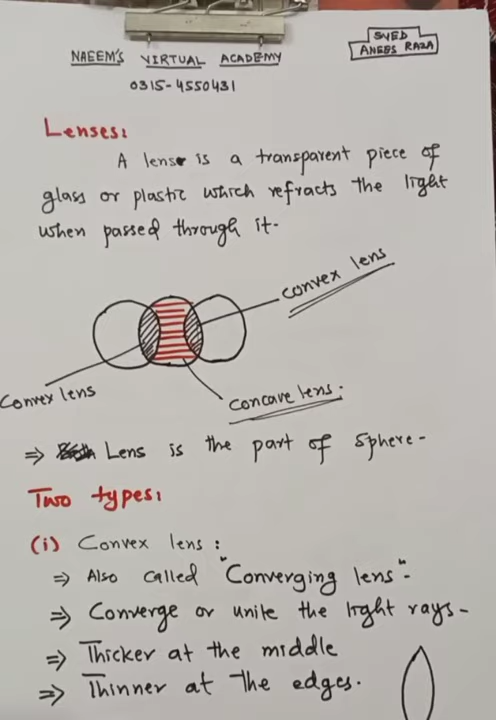 SYED
ANEES RAZA
NAEEM'S VIRTUAL ACADEMY
0315-4550431
Lenses:
A lense is a transparent piece of
glass or plastic which refracts the light
when passed through it-
Convex lens
Convex lens
Concave lens:
⇒ Lens is the part of sphere-
Two types:
(i) Convex lens:
⇒ Also called "Converging lens"-
⇒ Converge or unite the light rays-
⇒ Thicker at the middle
⇒ Thinner at the edges.